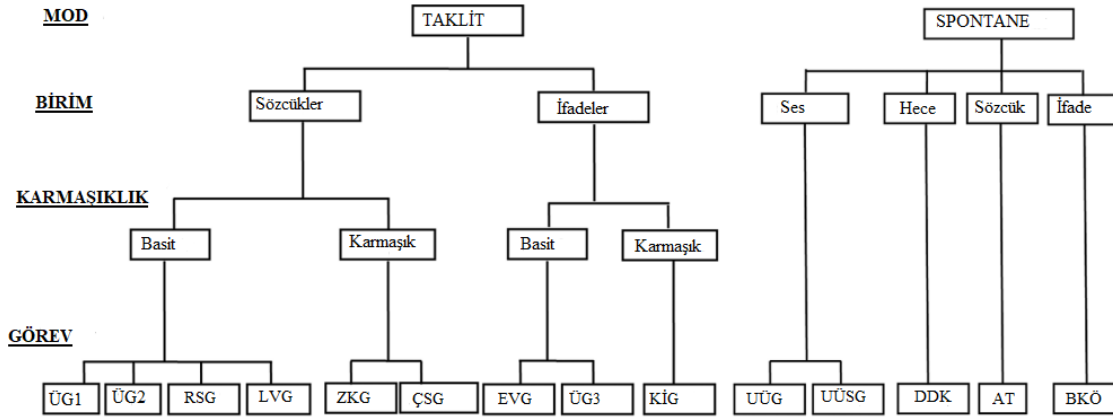 MOD
TAKLİT
SPONTANE
BİRİM
Sözcükler
İfadeler
Ses
Hece
Sözcük
İfade
KARMAŞIKLIK
Basit
Karmaşık
Basit
Karmaşık
GÖREV
ÜG1
ÜG2
RSG
LVG
ZKG
ÇSG
EVG
ÜG3
KİG
UÜG
UÜSG
DDK
AT
BKÖ